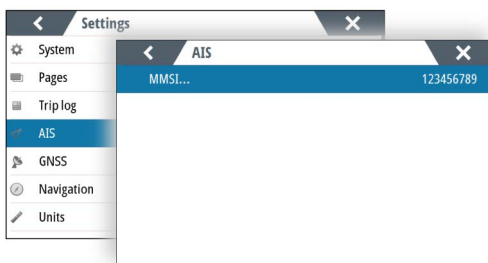 Settings
System
Pages
Trip log
AIS
GNSS
Navigation
Units
AIS
MMSI... 123456789